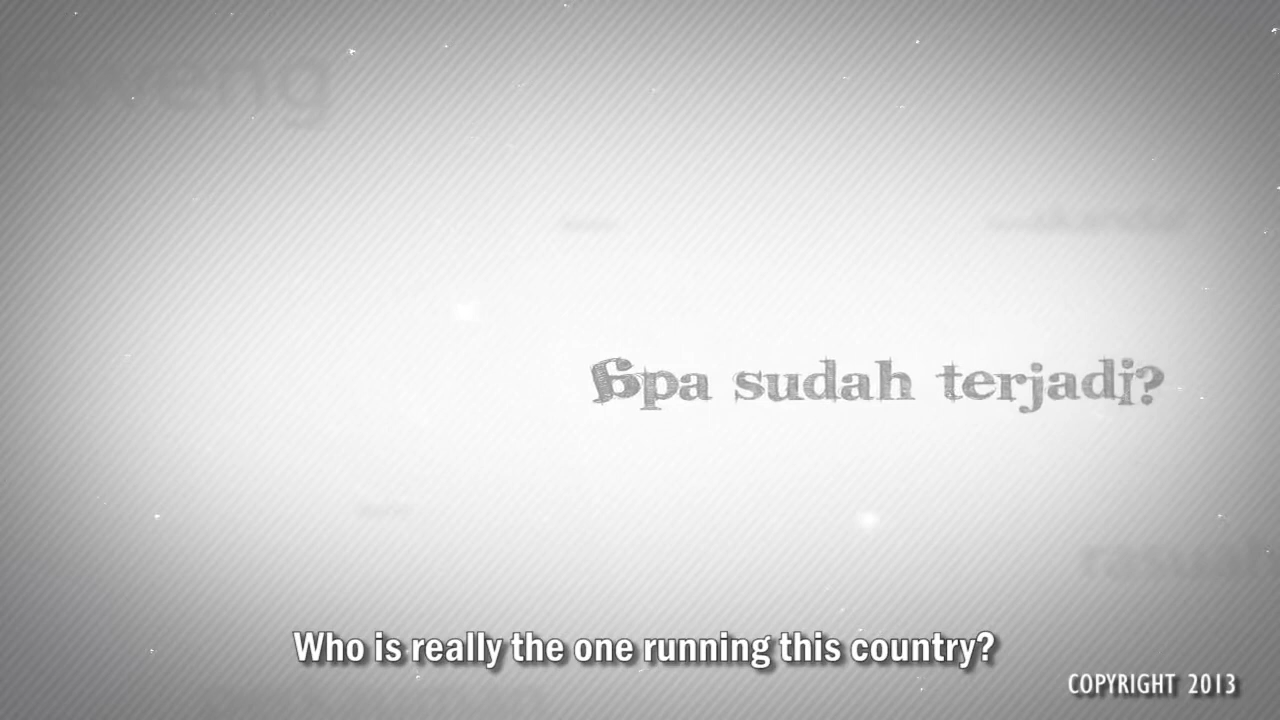 apa sudah terjadi?
Who is really the one running this country?
COPYRIGHT 2013